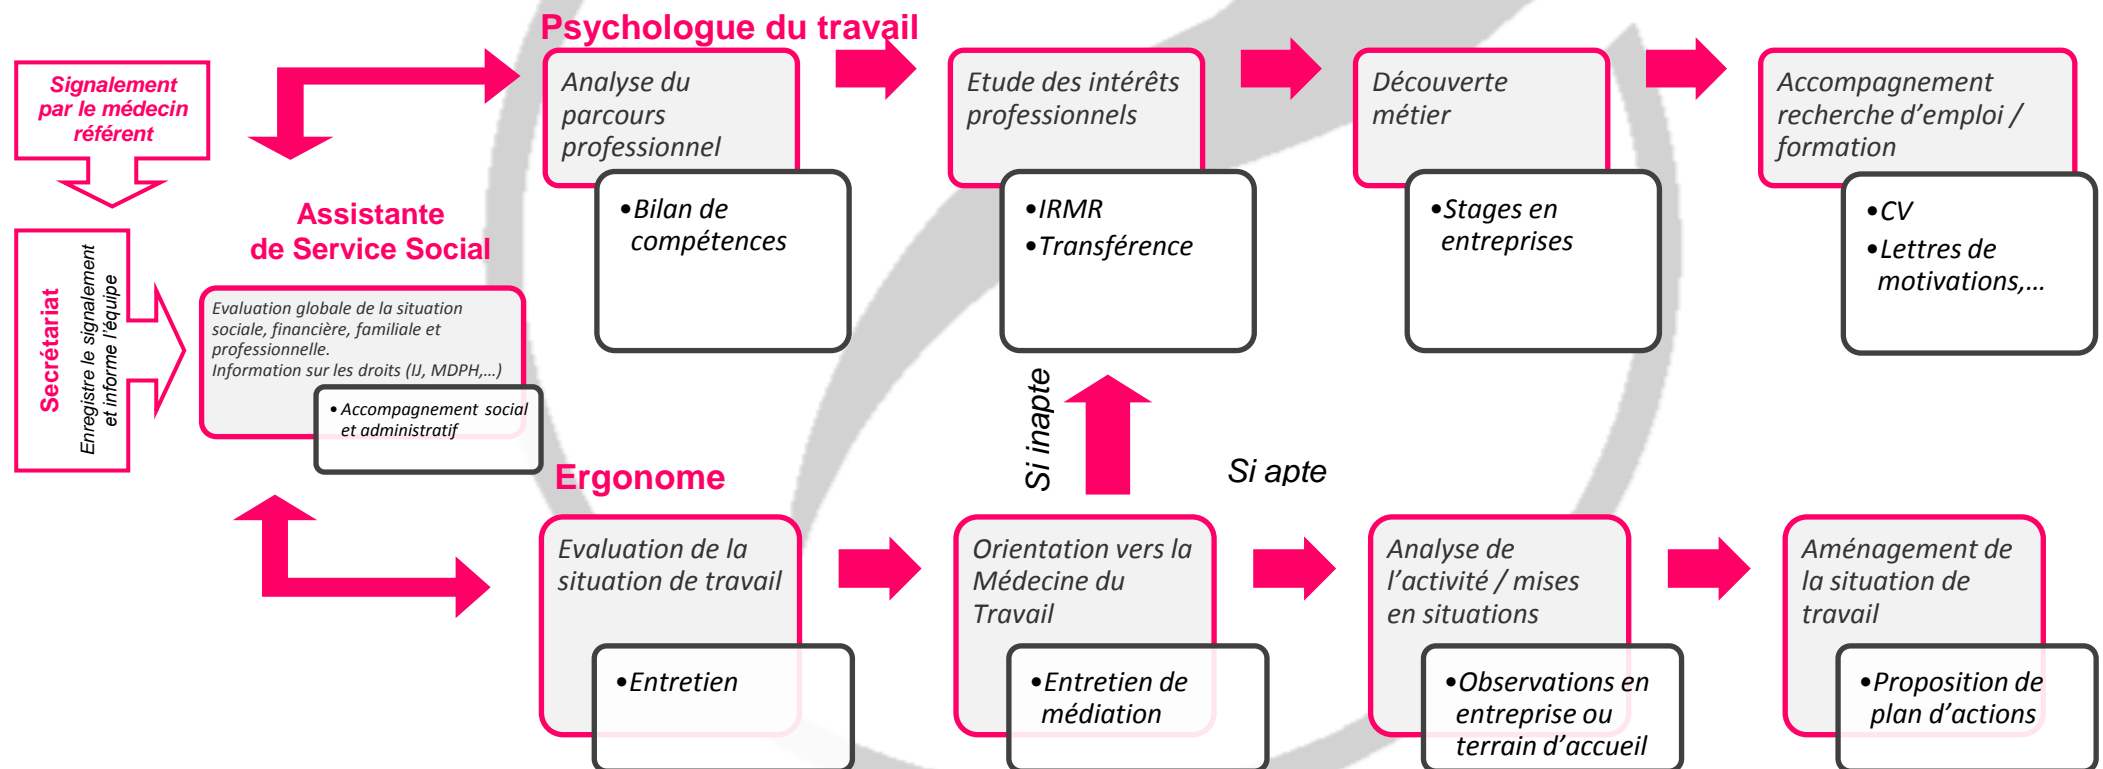 Psychologue du travail
Signalement
par le médecin
référent
Analyse du
parcours
professionnel
•Bilan de
compétences
Etude des intérêts
professionnels
•IRMR
•Transférence
Découverte
métier
•Stages en
entreprises
Accompagnement
recherche d’emploi /
formation
•CV
•Lettres de
motivations,...
Secrétariat
Enregistre le signalement
et informe l’équipe
Assistante
de Service Social
Evaluation globale de la situation
sociale, financière, familiale et
professionnelle.
Information sur les droits (IJ, MDPH,...)
•Accompagnement social
et administratif
Si inapte
Si apte
Ergonome
Evaluation de la
situation de travail
•Entretien
Orientation vers la
Médecine du
Travail
•Entretien de
médiation
Analyse de
l’activité / mises
en situations
•Observations en
entreprise ou
terrain d’accueil
Aménagement de
la situation de
travail
•Proposition de
plan d’actions